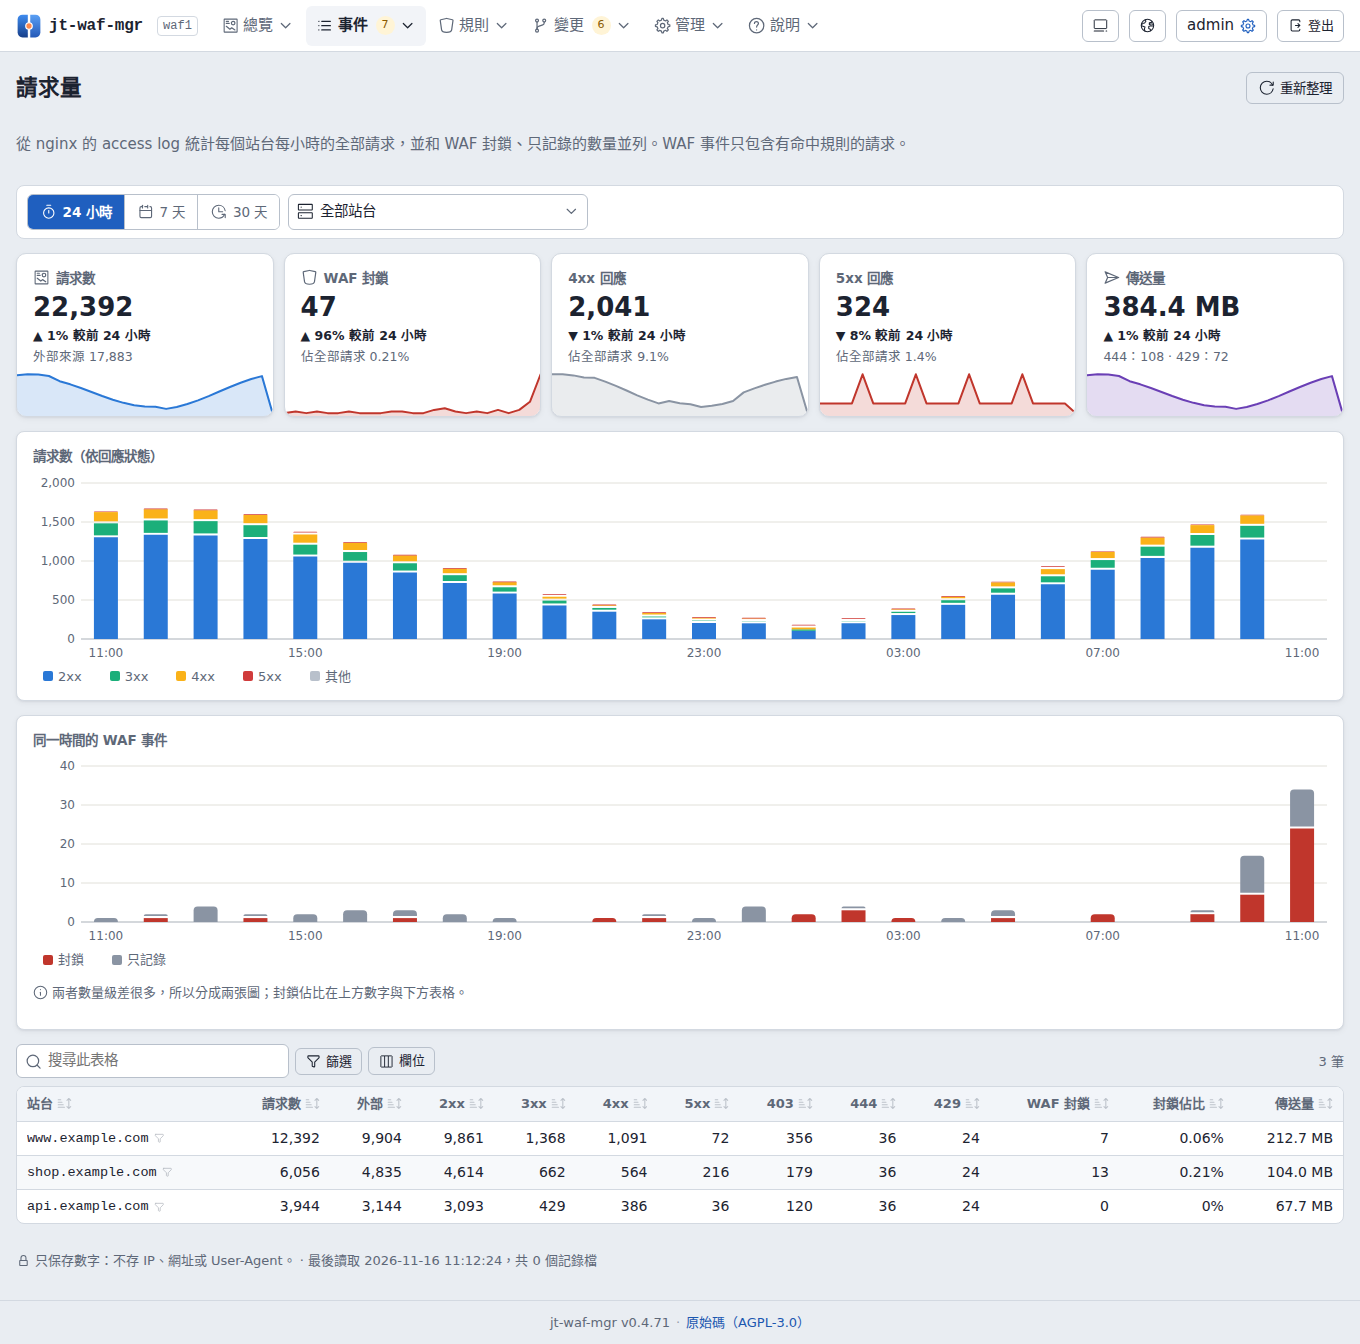 jt-waf-mgr waf1 總覽 事件 7 規則 變更 6 管理 說明 admin 登出
請求量 重新整理
從 nginx 的 access log 統計每個站台每小時的全部請求，並和 WAF 封鎖、只記錄的數量並列。WAF 事件只包含有命中規則的請求。
24 小時 7 天 30 天 全部站台
請求數 WAF 封鎖 4xx 回應 5xx 回應 傳送量
22,392 47 2,041 324 384.4 MB
▲ 1% 較前 24 小時 ▲ 96% 較前 24 小時 ▼ 1% 較前 24 小時 ▼ 8% 較前 24 小時 ▲ 1% 較前 24 小時
外部來源 17,883 佔全部請求 0.21% 佔全部請求 9.1% 佔全部請求 1.4% 444：108 · 429：72
請求數（依回應狀態）
2,000
1,500
1,000
500
0
11:00 15:00 19:00 23:00 03:00 07:00 11:00
2xx 3xx 4xx 5xx 其他
同一時間的 WAF 事件
40
30
20
10
0
11:00 15:00 19:00 23:00 03:00 07:00 11:00
封鎖 只記錄
兩者數量級差很多，所以分成兩張圖；封鎖佔比在上方數字與下方表格。
搜尋此表格 篩選 欄位 3 筆
站台 請求數 外部 2xx 3xx 4xx 5xx 403 444 429 WAF 封鎖 封鎖佔比 傳送量
www.example.com 12,392 9,904 9,861 1,368 1,091 72 356 36 24 7 0.06% 212.7 MB
shop.example.com 6,056 4,835 4,614 662 564 216 179 36 24 13 0.21% 104.0 MB
api.example.com 3,944 3,144 3,093 429 386 36 120 36 24 0 0% 67.7 MB
只保存數字：不存 IP、網址或 User-Agent。 · 最後讀取 2026-11-16 11:12:24，共 0 個記錄檔
jt-waf-mgr v0.4.71 · 原始碼（AGPL-3.0）